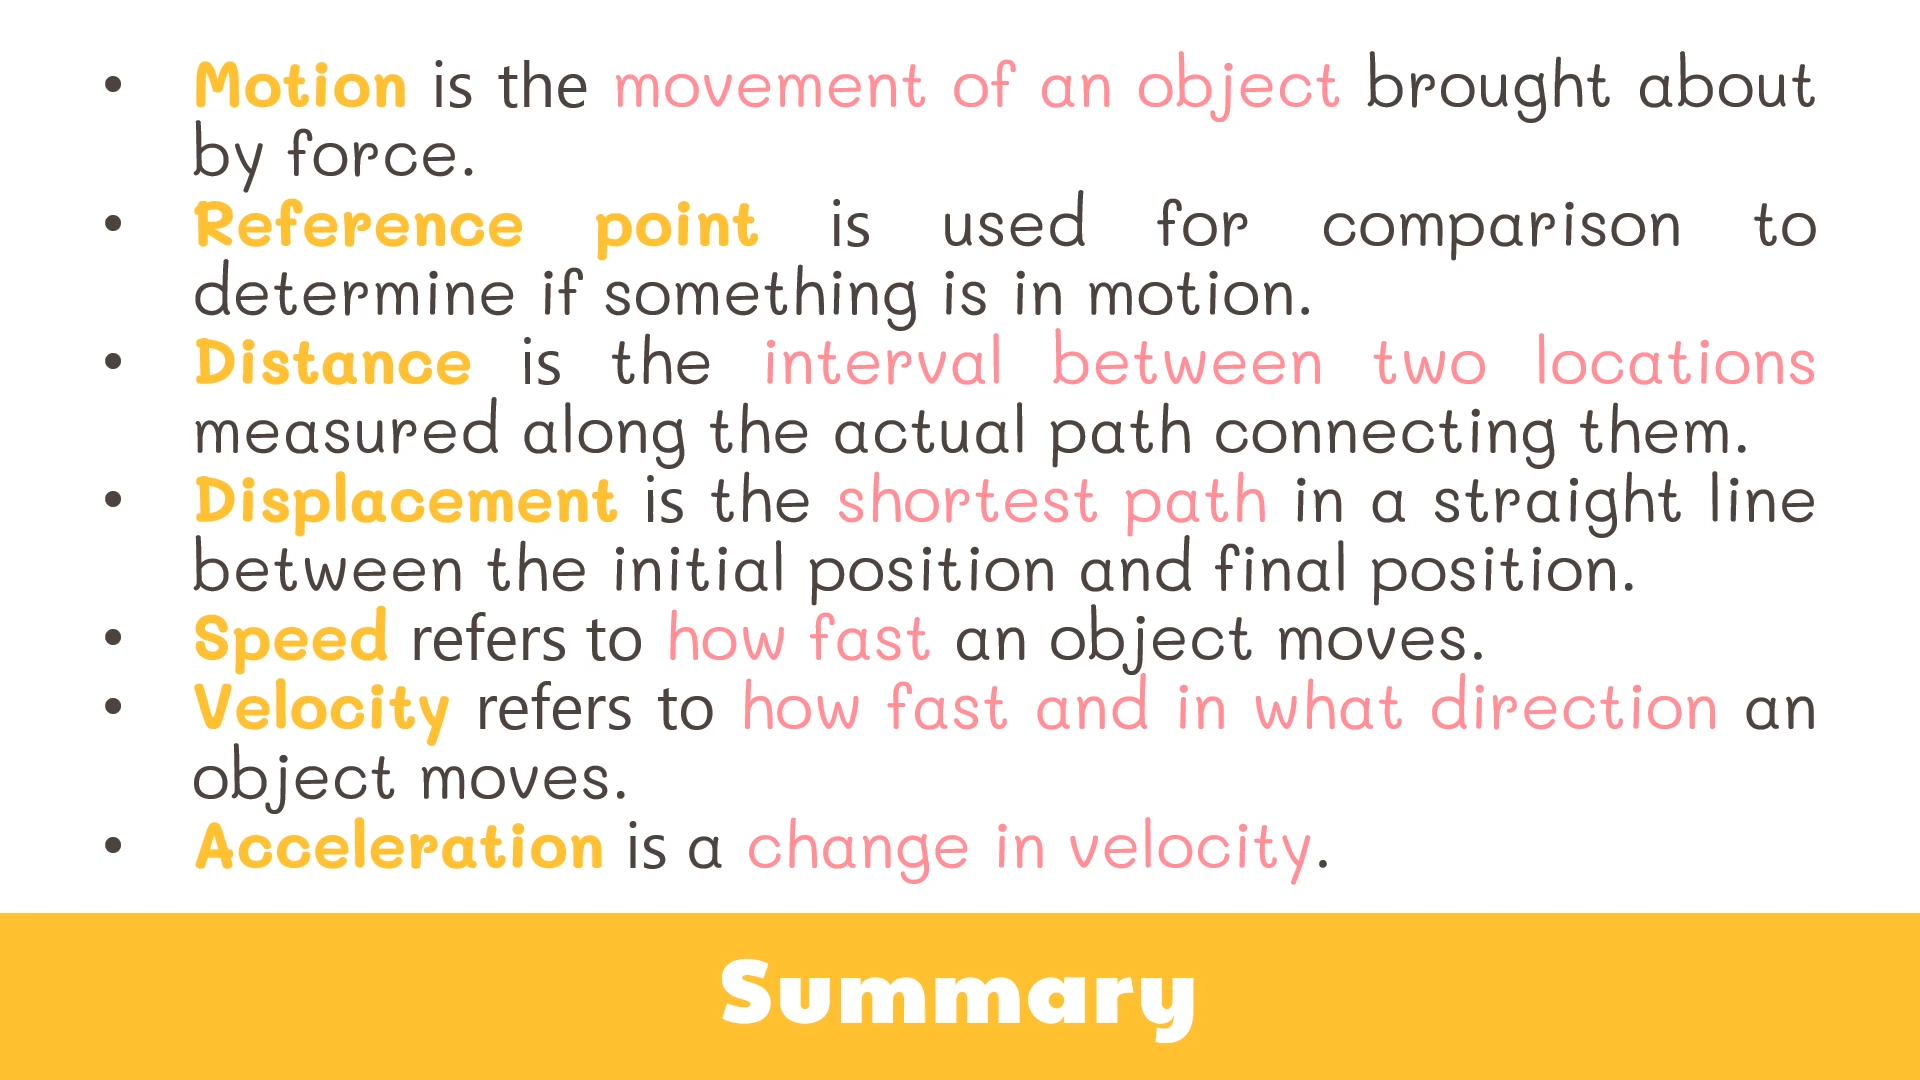 • Motion is the movement of an object brought about
by force.
• Reference point is used for comparison to
determine if something is in motion.
• Distance is the interval between two locations
measured along the actual path connecting them.
• Displacement is the shortest path in a straight line
between the initial position and final position.
• Speed refers to how fast an object moves.
• Velocity refers to how fast and in what direction an
object moves.
• Acceleration is a change in velocity.
Summary